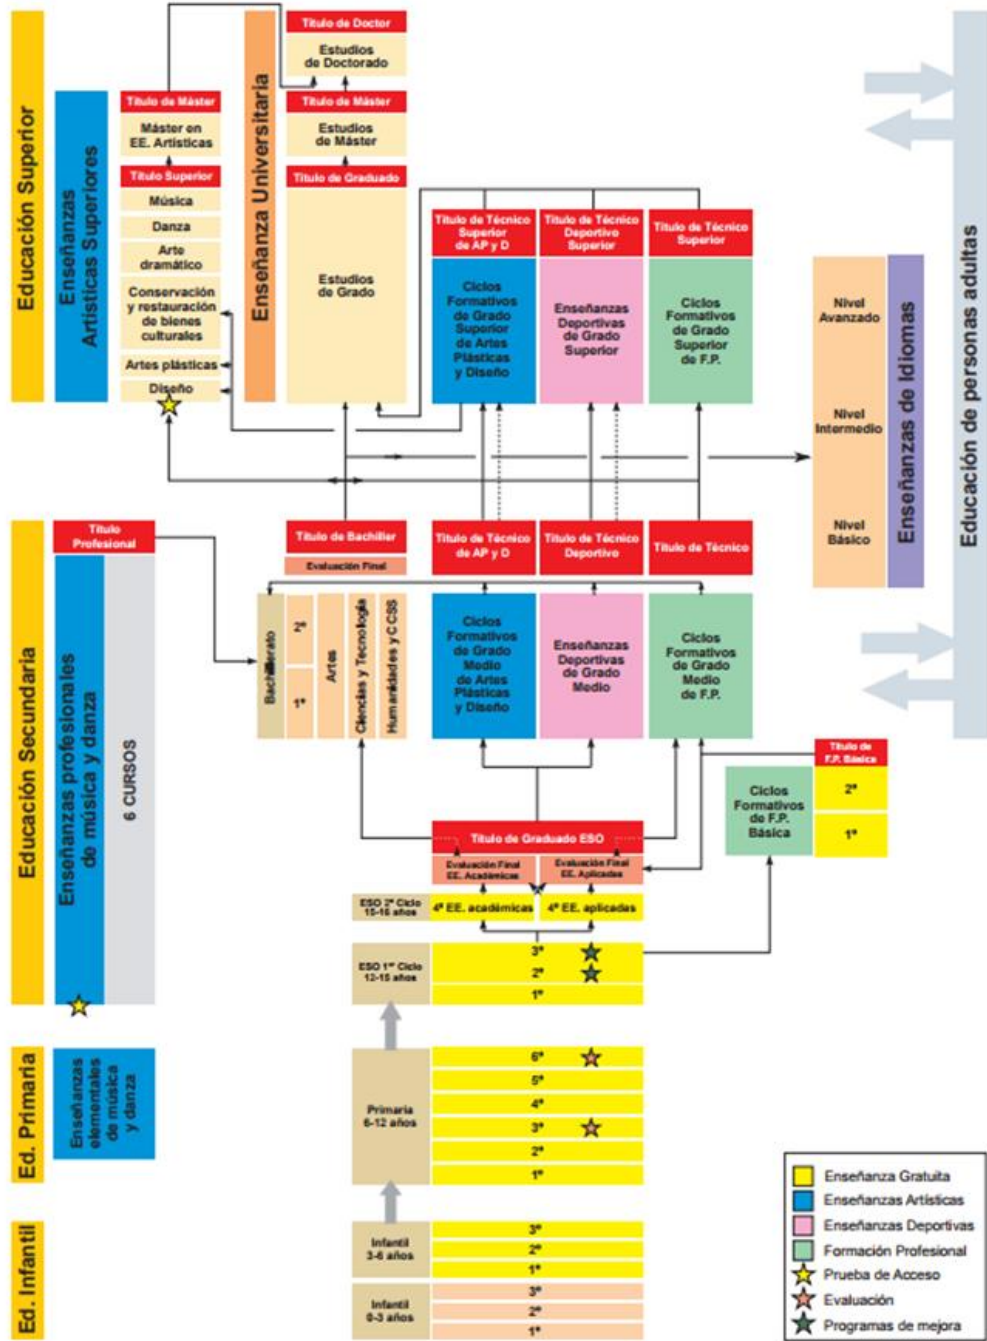 Educación Superior
Enseñanzas
Artísticas Superiores
Título de Máster
Máster en
EE. Artísticas
Título Superior
Música
Danza
Arte
dramático
Conservación
y restauración
de bienes
culturales
Artes plásticas
Diseño
Enseñanza Universitaria
Título de Doctor
Estudios
de Doctorado
Título de Máster
Estudios
de Máster
Título de Graduado
Estudios
de Grado
Título de Técnico
Superior
de AP y D
Ciclos
Formativos
de Grado
Superior
de Artes
Plásticas
y Diseño
Título de Técnico
Deportivo
Superior
Enseñanzas
Deportivas
de Grado
Superior
Título de Técnico
Superior
Ciclos
Formativos
de Grado
Superior
de F.P.
Nivel
Avanzado
Nivel
Intermedio
Nivel
Básico
Enseñanzas de Idiomas
Educación de personas adultas
Educación Secundaria
Título
Profesional
Enseñanzas profesionales
de música y danza
6 CURSOS
Título de Bachiller
Evaluación Final
Bachillerato
2º
1º
Artes
Ciencias y Tecnología
Humanidades y CCSS
Título de Técnico
de AP y D
Ciclos
Formativos
de Grado
Medio
de Artes
Plásticas
y Diseño
Título de Técnico
Deportivo
Enseñanzas
Deportivas
de Grado
Medio
Título de Técnico
Ciclos
Formativos
de Grado
Medio
de F.P.
Título de
F.P. Básica
Ciclos
Formativos
de F.P.
Básica
2º
1º
Título de Graduado ESO
Evaluación Final
EE. Académicas
Evaluación Final
EE. Aplicadas
ESO 2º Ciclo
15-16 años
4º EE. académicas
4º EE. aplicadas
ESO 1er Ciclo
12-15 años
3º
2º
1º
Ed. Primaria
Enseñanzas
elementales
de música
y danza
Primaria
6-12 años
6º
5º
4º
3º
2º
1º
Ed. Infantil
Infantil
3-6 años
3º
2º
1º
Infantil
0-3 años
3º
2º
1º
Enseñanza Gratuita
Enseñanzas Artísticas
Enseñanzas Deportivas
Formación Profesional
Prueba de Acceso
Evaluación
Programas de mejora